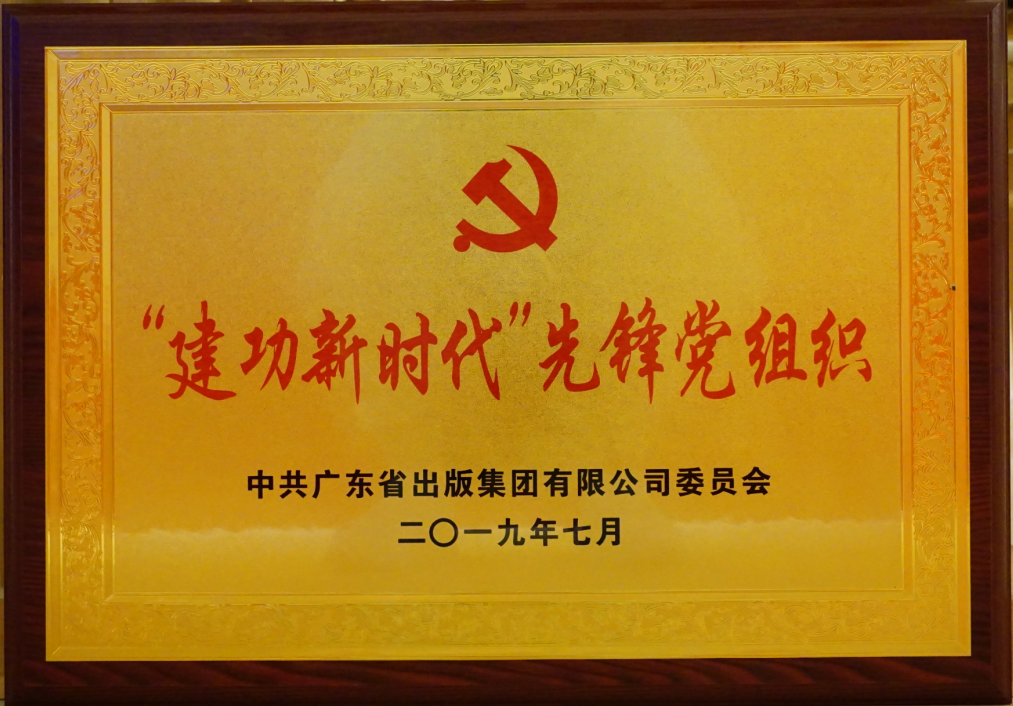 “建功新时代”先锋党组织
中共广东省出版集团有限公司委员会
二〇一九年七月